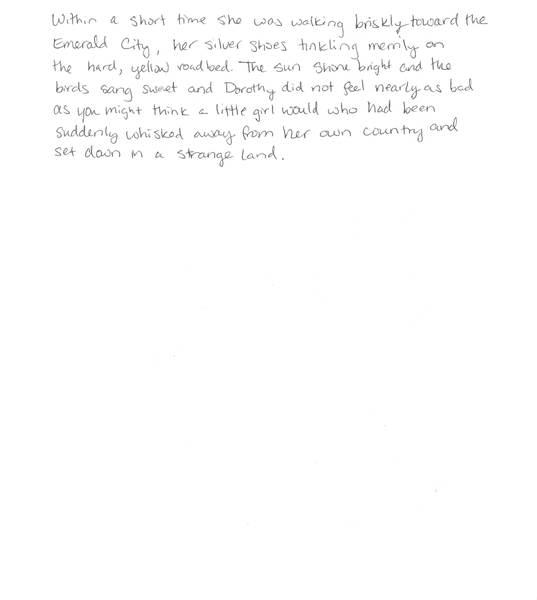 Within a short time she was walking briskly toward the
Emerald City, her silver shoes tinkling merrily on
the hard, yellow roadbed. The sun shone bright and the
birds sang sweet and Dorothy did not feel nearly as bad
as you might think a little girl would who had been
suddenly whisked away from her own country and
set down in a strange land.